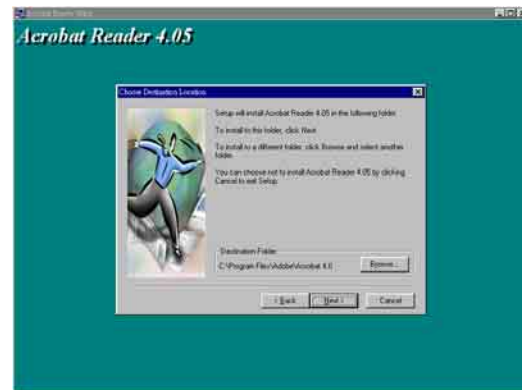 Acrobat Reader 4.05
Choose Destination Location
Setup will install Acrobat Reader 4.05 in the following folder.
To install to this folder, click Next.
To install to a different folder, click Browse and select another
folder.
You can choose not to install Acrobat Reader 4.05 by clicking
Cancel to exit Setup.
Destination Folder
C:\Program Files\Adobe\Acrobat 4.0
Browse...
< Back
Next >
Cancel